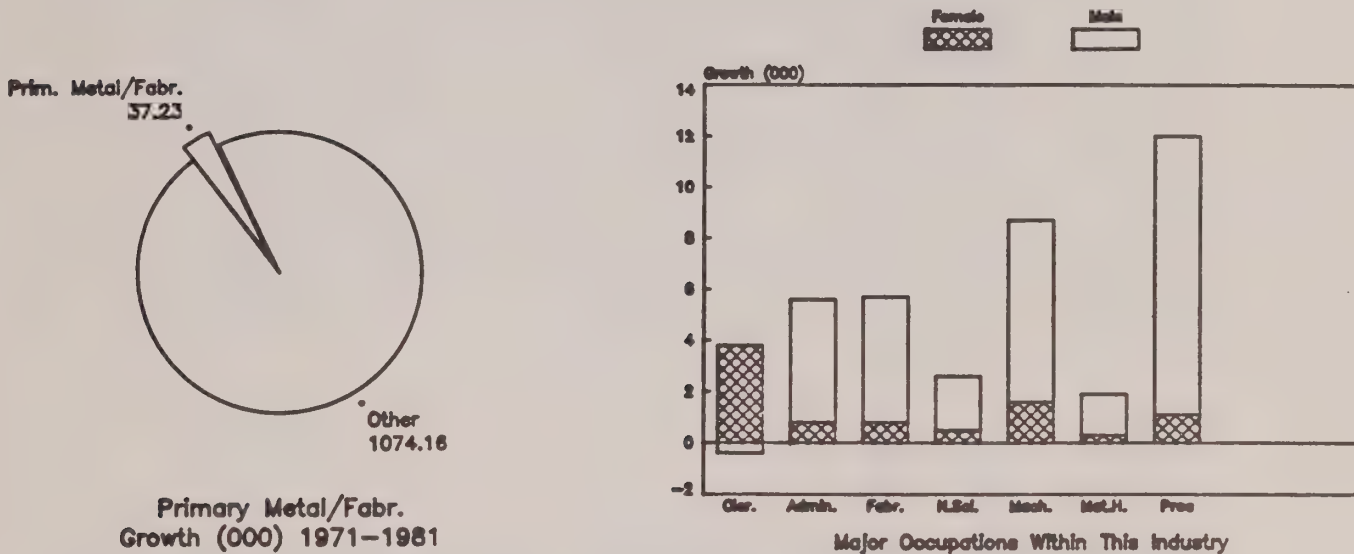 Prim. Metal/Fabr.
37.23
Other
1074.16
Primary Metal/Fabr.
Growth (000) 1971-1981
Female Male
Growth (000)
14
12
10
8
6
4
2
0
-2
Cler. Admin. Fabr. N.Sci. Mach. Mat.H. Proc
Major Occupations Within This Industry